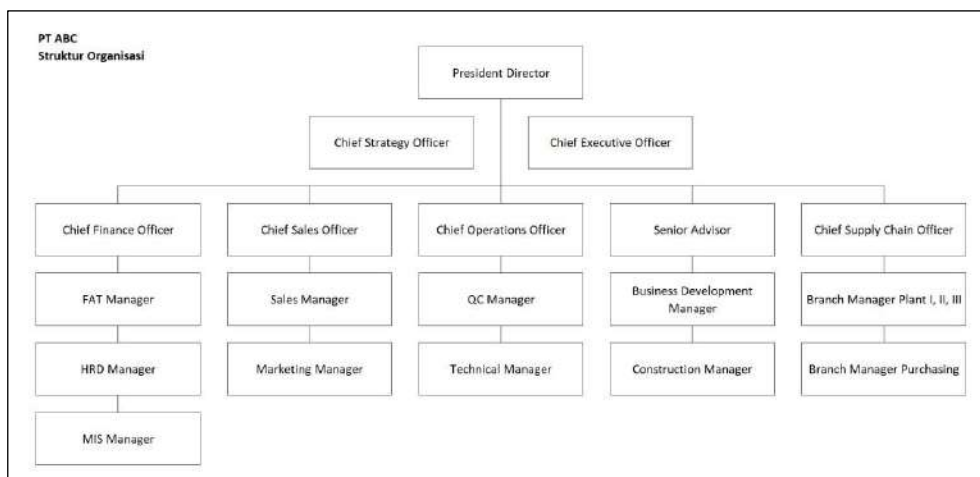 PT ABC
Struktur Organisasi
President Director
Chief Strategy Officer
Chief Executive Officer
Chief Finance Officer
Chief Sales Officer
Chief Operations Officer
Senior Advisor
Chief Supply Chain Officer
FAT Manager
Sales Manager
QC Manager
Business Development
Manager
Branch Manager Plant I, II, III
HRD Manager
Marketing Manager
Technical Manager
Construction Manager
Branch Manager Purchasing
MIS Manager